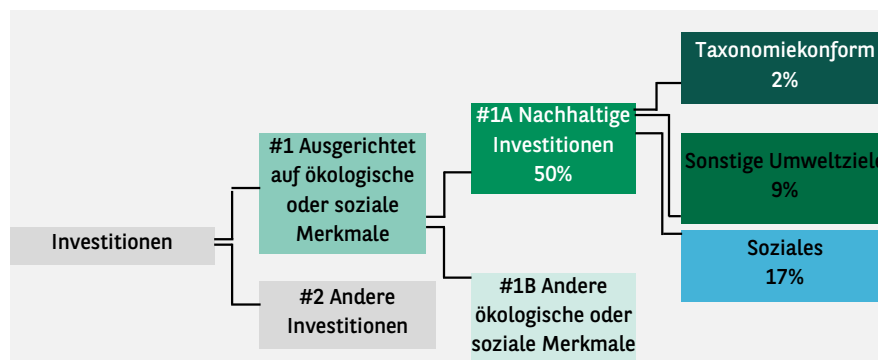 Investitionen
#1 Ausgerichtet
auf ökologische
oder soziale
Merkmale
#2 Andere
Investitionen
#1A Nachhaltige
Investitionen
50%
#1B Andere
ökologische oder
soziale Merkmale
Taxonomiekonform
2%
Sonstige Umweltziele
9%
Soziales
17%